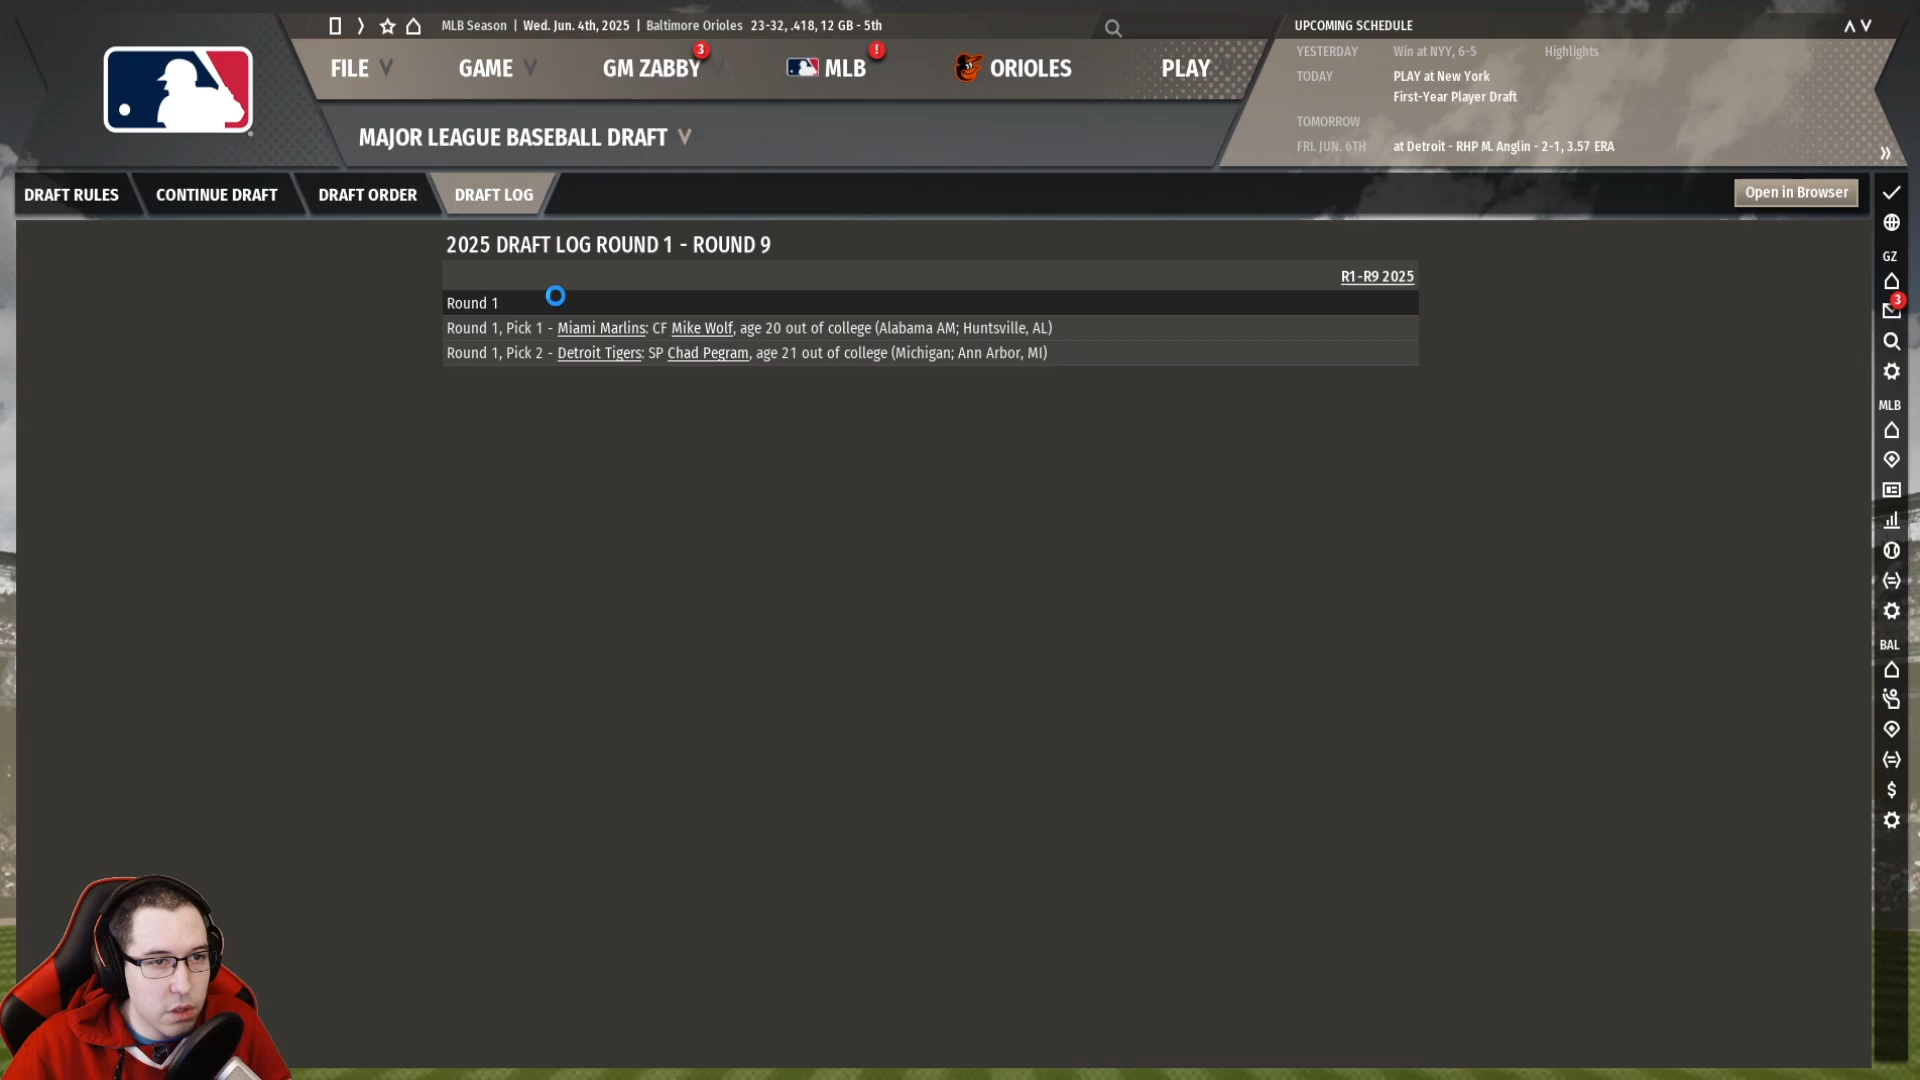 MLB Season | Wed. Jun. 4th, 2025 | Baltimore Orioles 23-32, .418, 12 GB - 5th
FILE GAME GM ZABBY 3 MLB ! ORIOLES PLAY
MAJOR LEAGUE BASEBALL DRAFT
UPCOMING SCHEDULE
YESTERDAY Win at NYY, 6-5 Highlights
TODAY PLAY at New York
First-Year Player Draft
TOMORROW
FRI. JUN. 6TH at Detroit - RHP M. Anglin - 2-1, 3.57 ERA
DRAFT RULES CONTINUE DRAFT DRAFT ORDER DRAFT LOG Open in Browser
2025 DRAFT LOG ROUND 1 - ROUND 9
R1-R9 2025
Round 1
Round 1, Pick 1 - Miami Marlins: CF Mike Wolf, age 20 out of college (Alabama AM; Huntsville, AL)
Round 1, Pick 2 - Detroit Tigers: SP Chad Pegram, age 21 out of college (Michigan; Ann Arbor, MI)
GZ
3
MLB
BAL
$